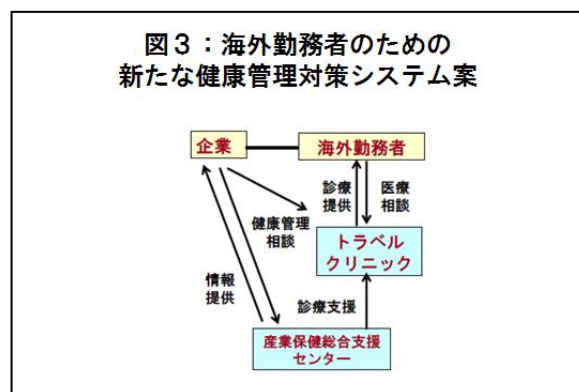 図3：海外勤務者のための
新たな健康管理対策システム案
企業
海外勤務者
診療
提供
医療
相談
健康管理
相談
トラベル
クリニック
情報
提供
診療支援
産業保健総合支援
センター